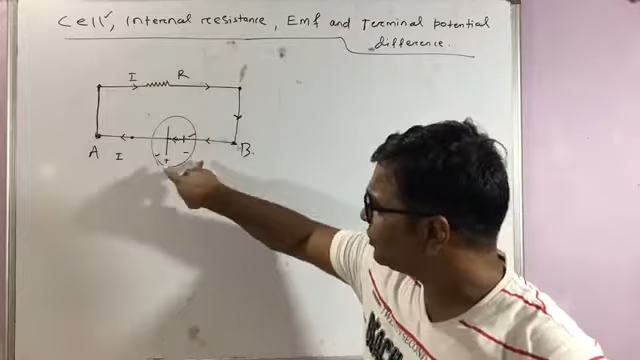 Cell, Internal resistance, Emf and Terminal potential
difference.
I R
A I + - B.